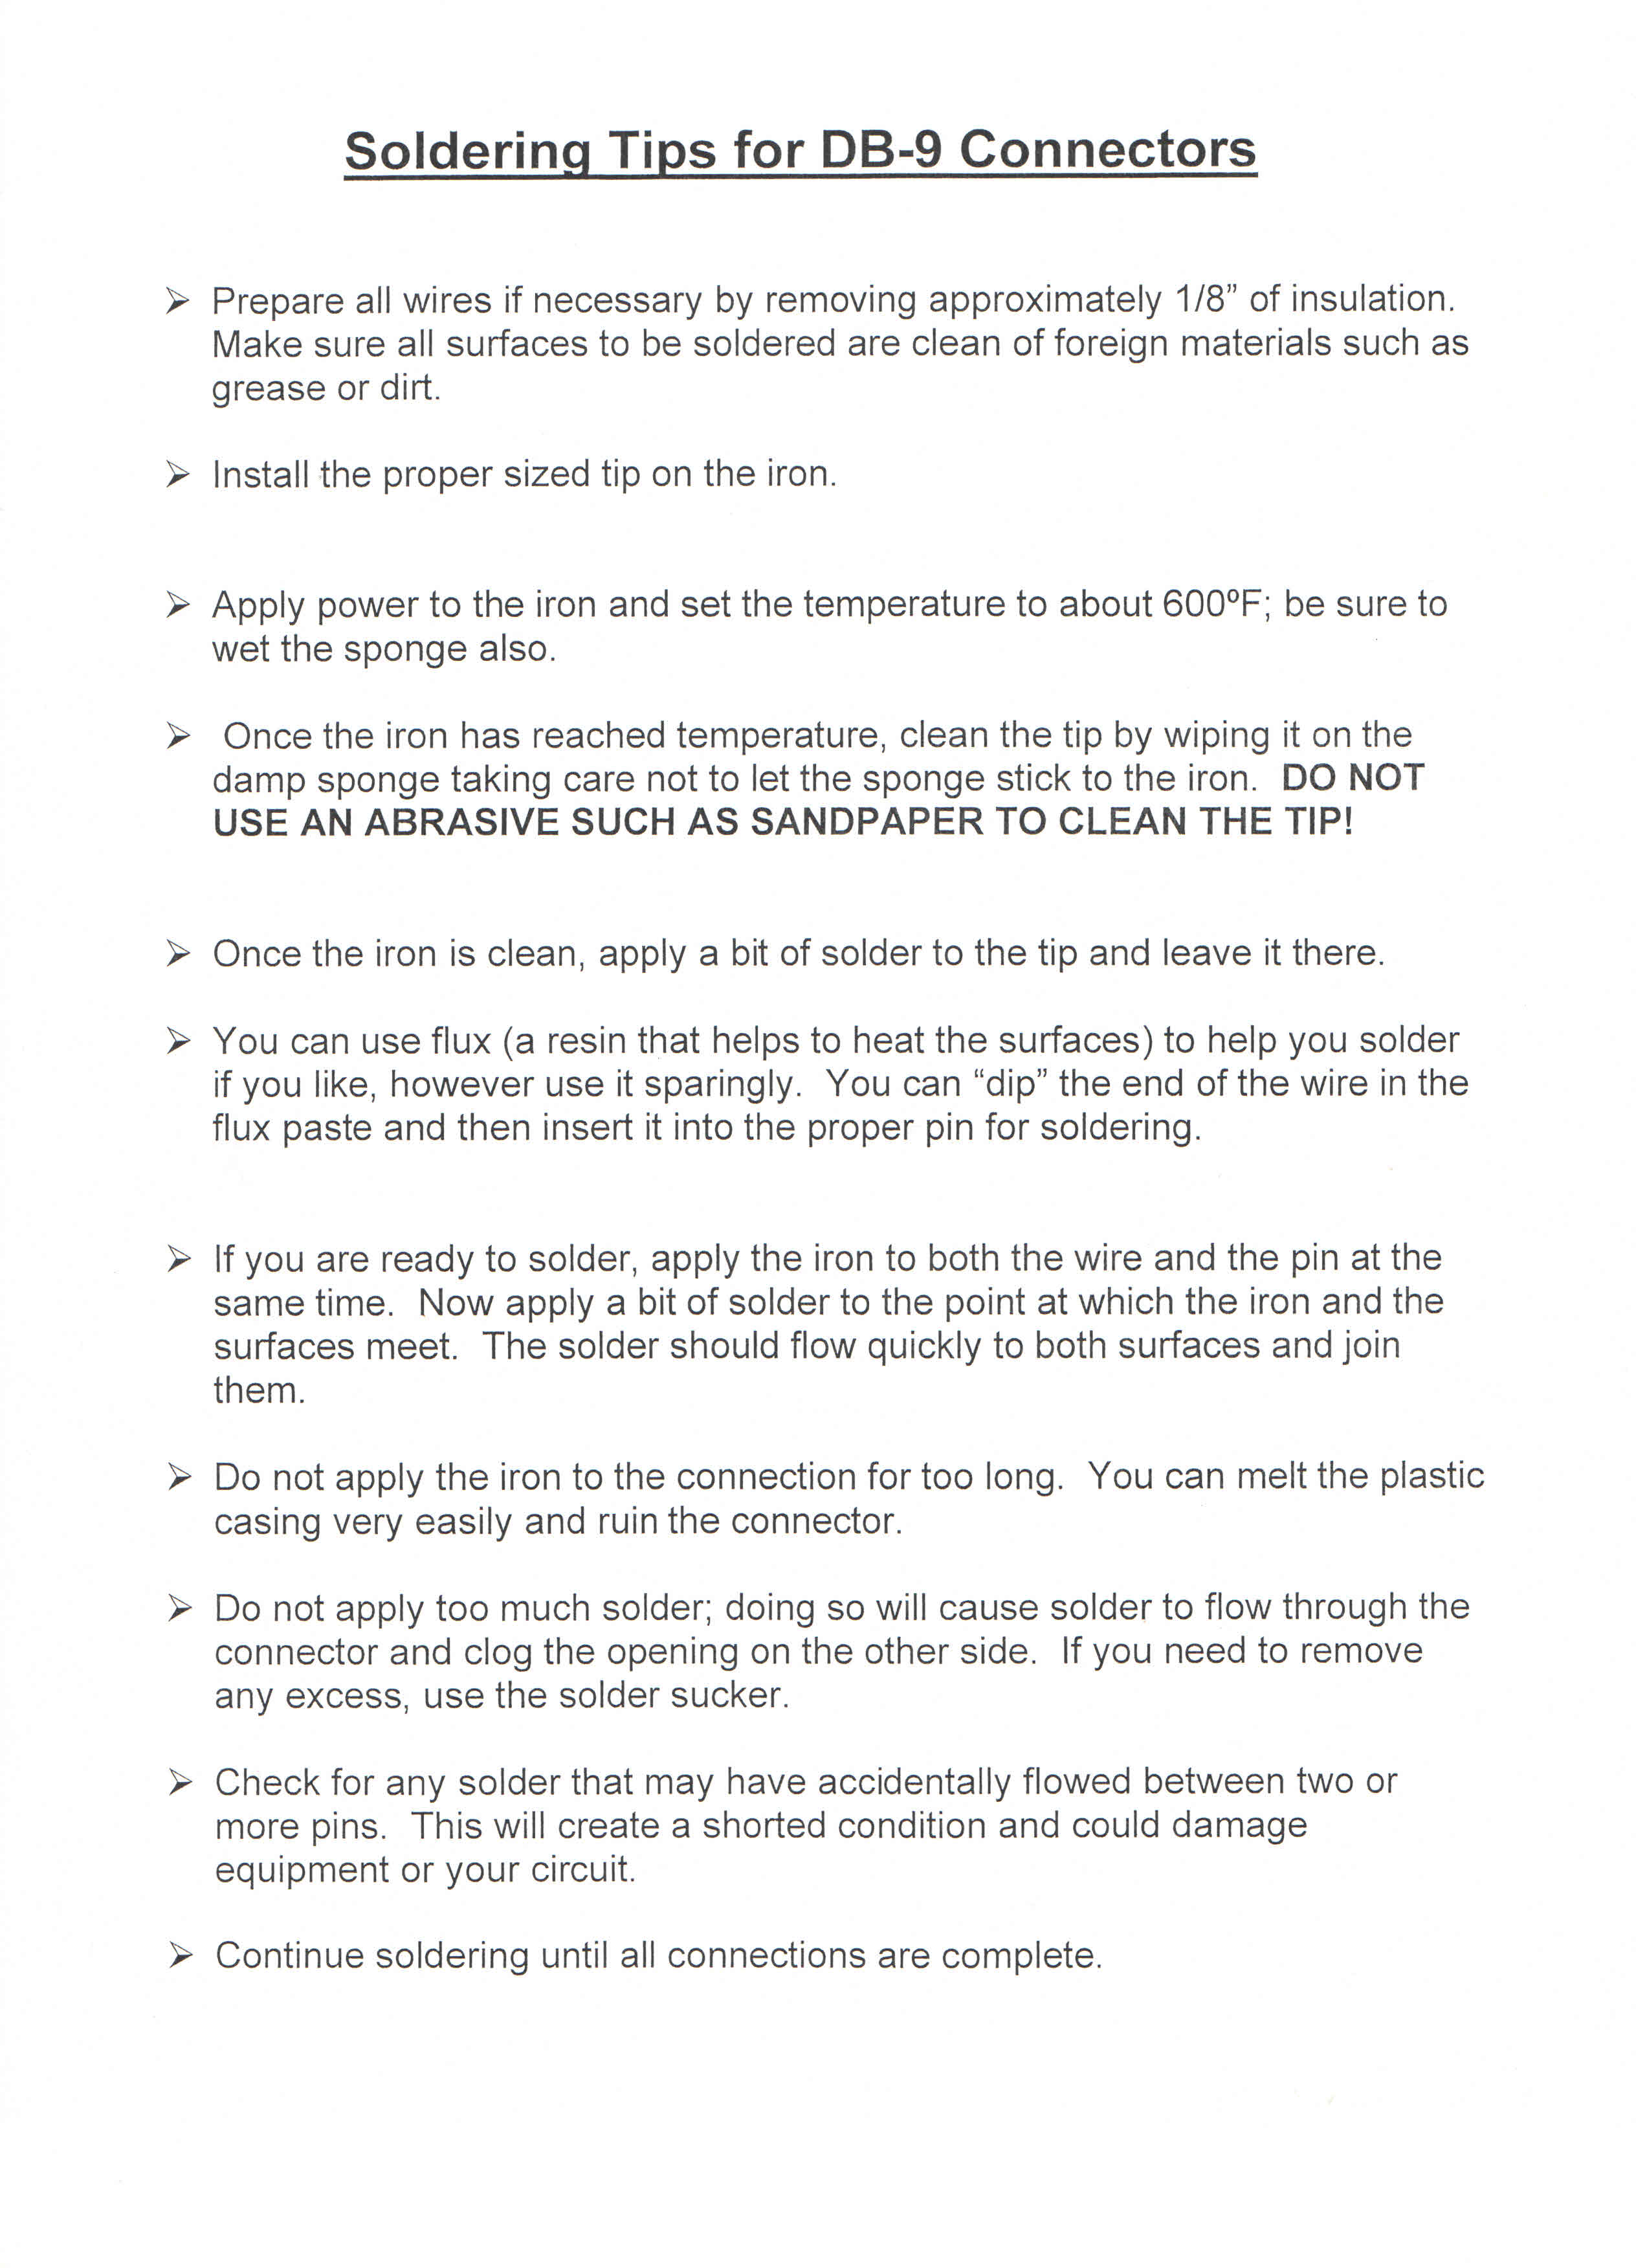 Soldering Tips for DB-9 Connectors
➢ Prepare all wires if necessary by removing approximately 1/8” of insulation.
Make sure all surfaces to be soldered are clean of foreign materials such as
grease or dirt.
➢ Install the proper sized tip on the iron.
➢ Apply power to the iron and set the temperature to about 600ºF; be sure to
wet the sponge also.
➢ Once the iron has reached temperature, clean the tip by wiping it on the
damp sponge taking care not to let the sponge stick to the iron.  DO NOT
USE AN ABRASIVE SUCH AS SANDPAPER TO CLEAN THE TIP!
➢ Once the iron is clean, apply a bit of solder to the tip and leave it there.
➢ You can use flux (a resin that helps to heat the surfaces) to help you solder
if you like, however use it sparingly.  You can “dip” the end of the wire in the
flux paste and then insert it into the proper pin for soldering.
➢ If you are ready to solder, apply the iron to both the wire and the pin at the
same time.  Now apply a bit of solder to the point at which the iron and the
surfaces meet.  The solder should flow quickly to both surfaces and join
them.
➢ Do not apply the iron to the connection for too long.  You can melt the plastic
casing very easily and ruin the connector.
➢ Do not apply too much solder; doing so will cause solder to flow through the
connector and clog the opening on the other side.  If you need to remove
any excess, use the solder sucker.
➢ Check for any solder that may have accidentally flowed between two or
more pins.  This will create a shorted condition and could damage
equipment or your circuit.
➢ Continue soldering until all connections are complete.